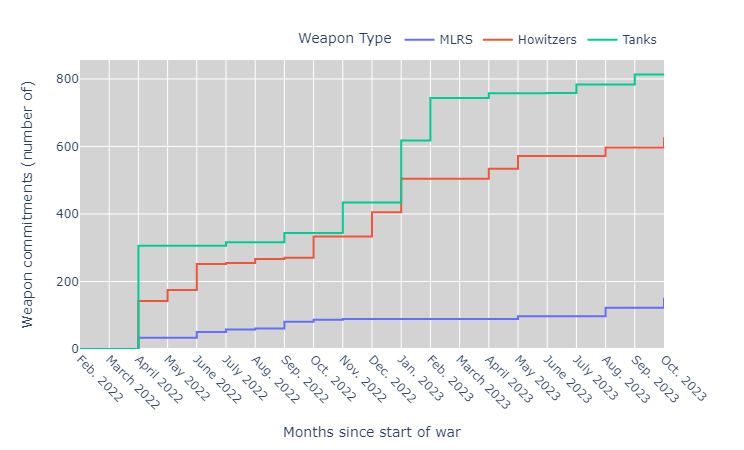 Weapon Type MLRS Howitzers Tanks
Weapon commitments (number of)
800
600
400
200
0
Feb. 2022
March 2022
April 2022
May 2022
June 2022
July 2022
Aug. 2022
Sep. 2022
Oct. 2022
Nov. 2022
Dec. 2022
Jan. 2023
Feb. 2023
March 2023
April 2023
May 2023
June 2023
July 2023
Aug. 2023
Sep. 2023
Oct. 2023
Months since start of war